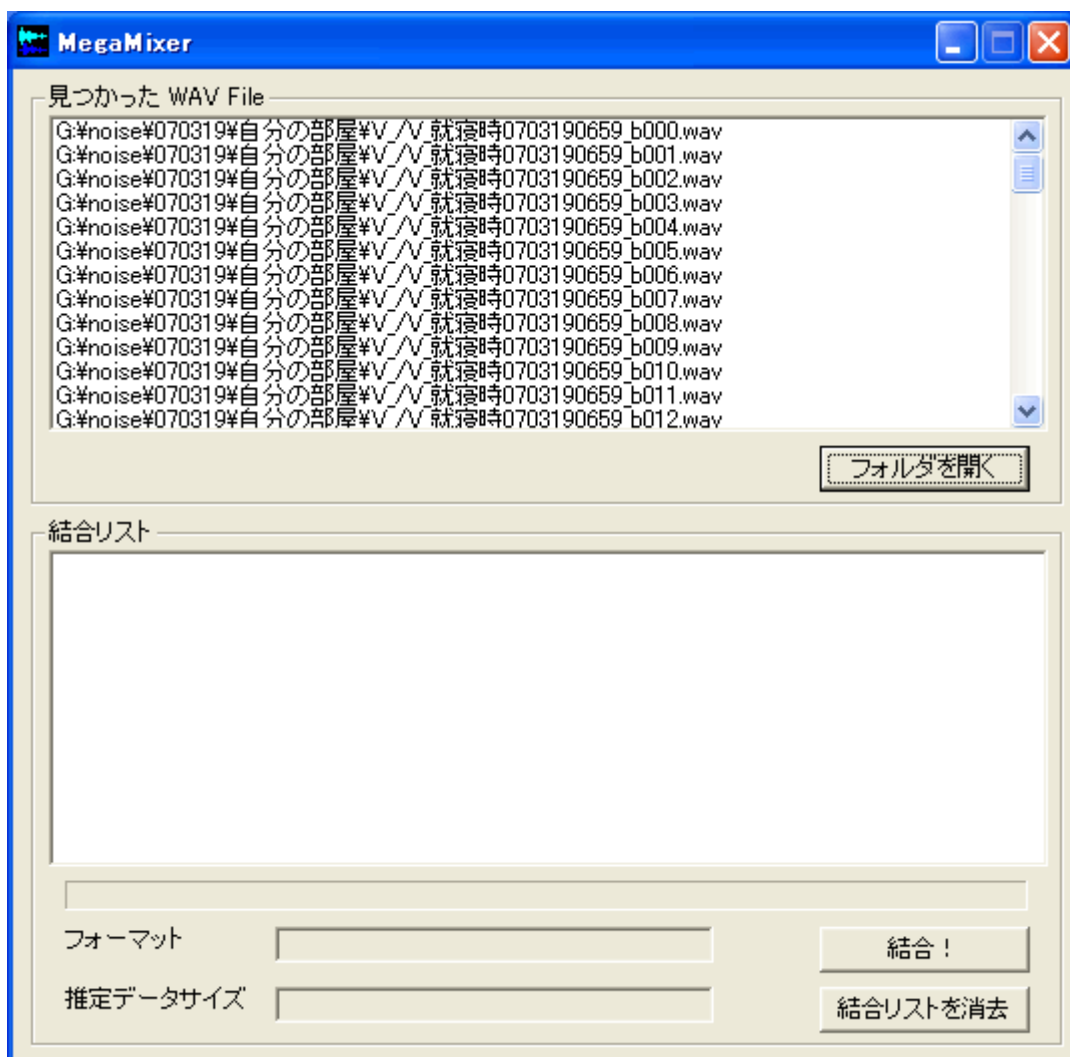 MegaMixer
見つかった WAV File
G:¥noise¥070319¥自分の部屋¥V_/V_就寝時0703190659_b000.wav
G:¥noise¥070319¥自分の部屋¥V_/V_就寝時0703190659_b001.wav
G:¥noise¥070319¥自分の部屋¥V_/V_就寝時0703190659_b002.wav
G:¥noise¥070319¥自分の部屋¥V_/V_就寝時0703190659_b003.wav
G:¥noise¥070319¥自分の部屋¥V_/V_就寝時0703190659_b004.wav
G:¥noise¥070319¥自分の部屋¥V_/V_就寝時0703190659_b005.wav
G:¥noise¥070319¥自分の部屋¥V_/V_就寝時0703190659_b006.wav
G:¥noise¥070319¥自分の部屋¥V_/V_就寝時0703190659_b007.wav
G:¥noise¥070319¥自分の部屋¥V_/V_就寝時0703190659_b008.wav
G:¥noise¥070319¥自分の部屋¥V_/V_就寝時0703190659_b009.wav
G:¥noise¥070319¥自分の部屋¥V_/V_就寝時0703190659_b010.wav
G:¥noise¥070319¥自分の部屋¥V_/V_就寝時0703190659_b011.wav
G:¥noise¥070319¥自分の部屋¥V_/V_就寝時0703190659_b012.wav
フォルダを開く
結合リスト
フォーマット
結合！
推定データサイズ
結合リストを消去